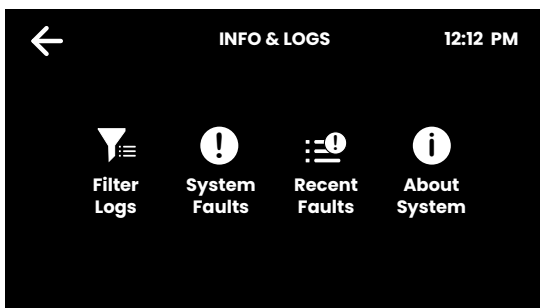 INFO & LOGS
12:12 PM
Filter
Logs
System
Faults
Recent
Faults
About
System